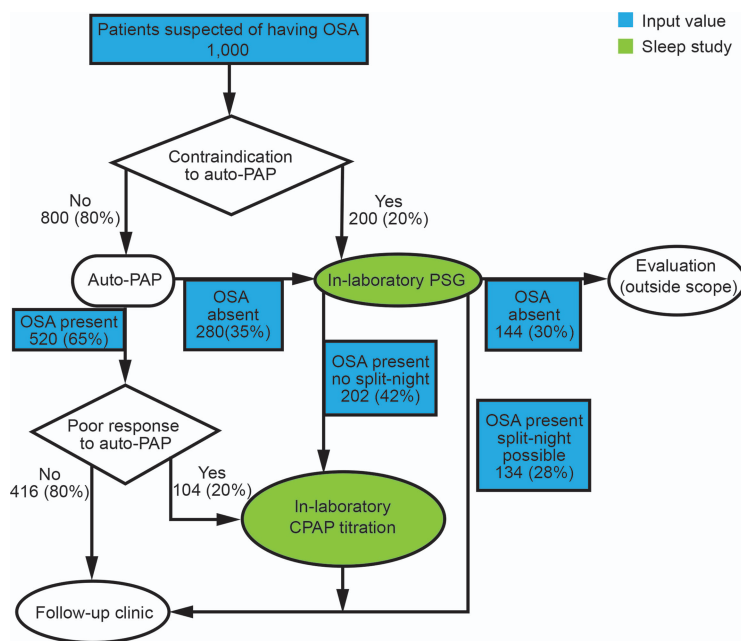 Patients suspected of having OSA
1,000
Input value
Sleep study
Contraindication
to auto-PAP
No
800 (80%)
Yes
200 (20%)
Auto-PAP
In-laboratory PSG
Evaluation
(outside scope)
OSA present
520 (65%)
OSA
absent
280(35%)
OSA
absent
144 (30%)
OSA present
no split-night
202 (42%)
OSA present
split-night
possible
134 (28%)
Poor response
to auto-PAP
No
416 (80%)
Yes
104 (20%)
In-laboratory
CPAP titration
Follow-up clinic